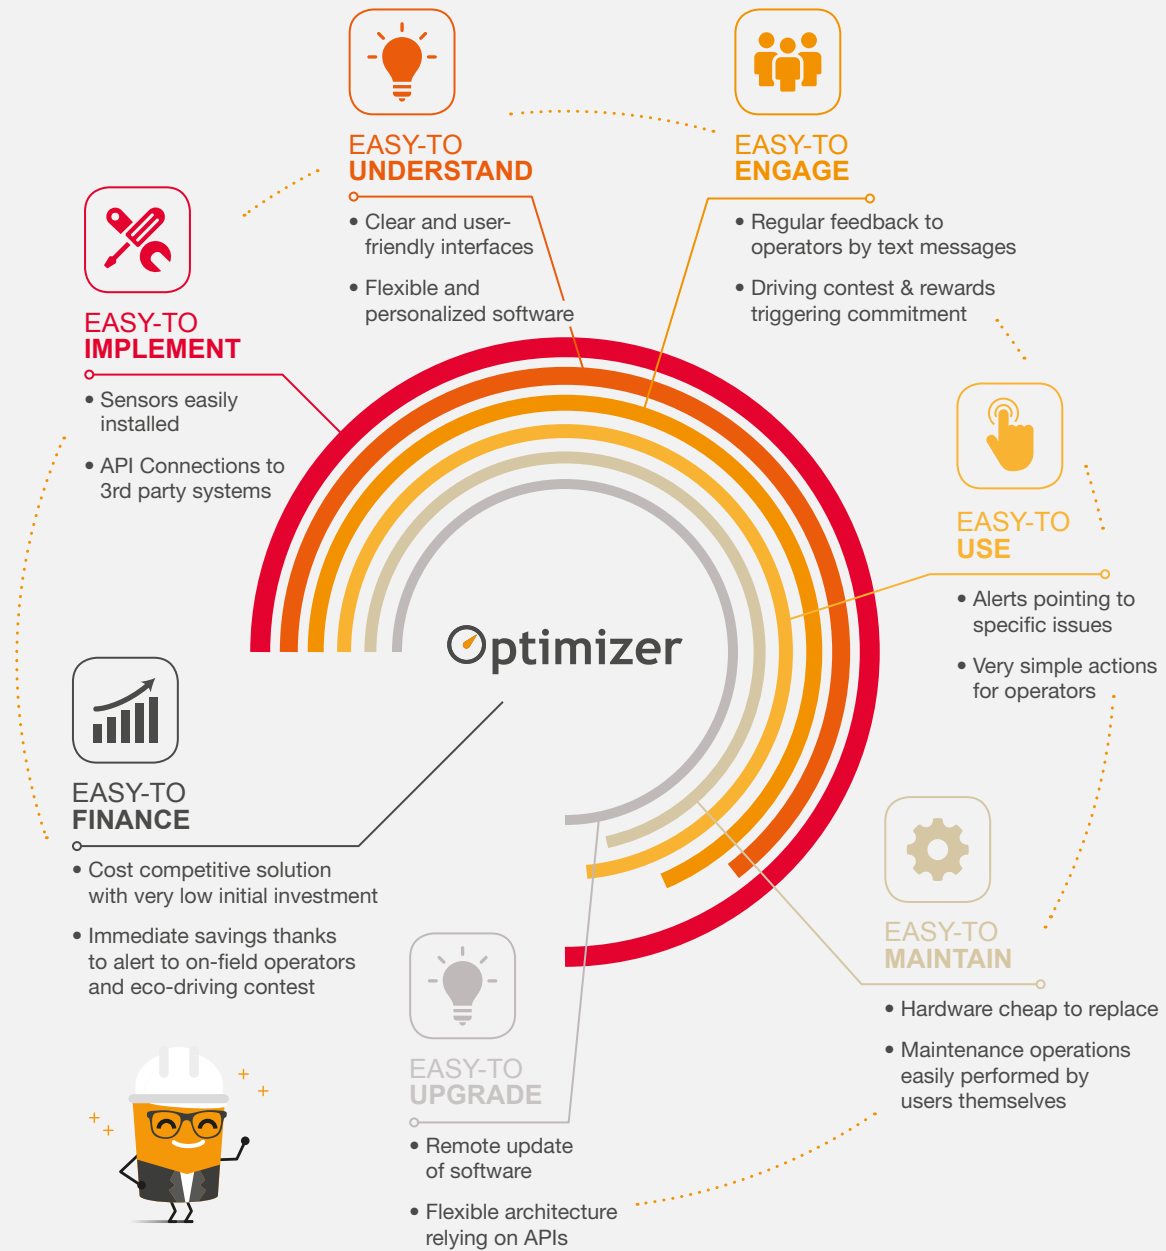 EASY-TO
UNDERSTAND
• Clear and user-
friendly interfaces
• Flexible and
personalized software
EASY-TO
ENGAGE
• Regular feedback to
operators by text messages
• Driving contest & rewards
triggering commitment
EASY-TO
IMPLEMENT
• Sensors easily
installed
• API Connections to
3rd party systems
EASY-TO
USE
• Alerts pointing to
specific issues
• Very simple actions
for operators
Optimizer
EASY-TO
FINANCE
• Cost competitive solution
with very low initial investment
• Immediate savings thanks
to alert to on-field operators
and eco-driving contest
EASY-TO
MAINTAIN
• Hardware cheap to replace
• Maintenance operations
easily performed by
users themselves
EASY-TO
UPGRADE
• Remote update
of software
• Flexible architecture
relying on APIs